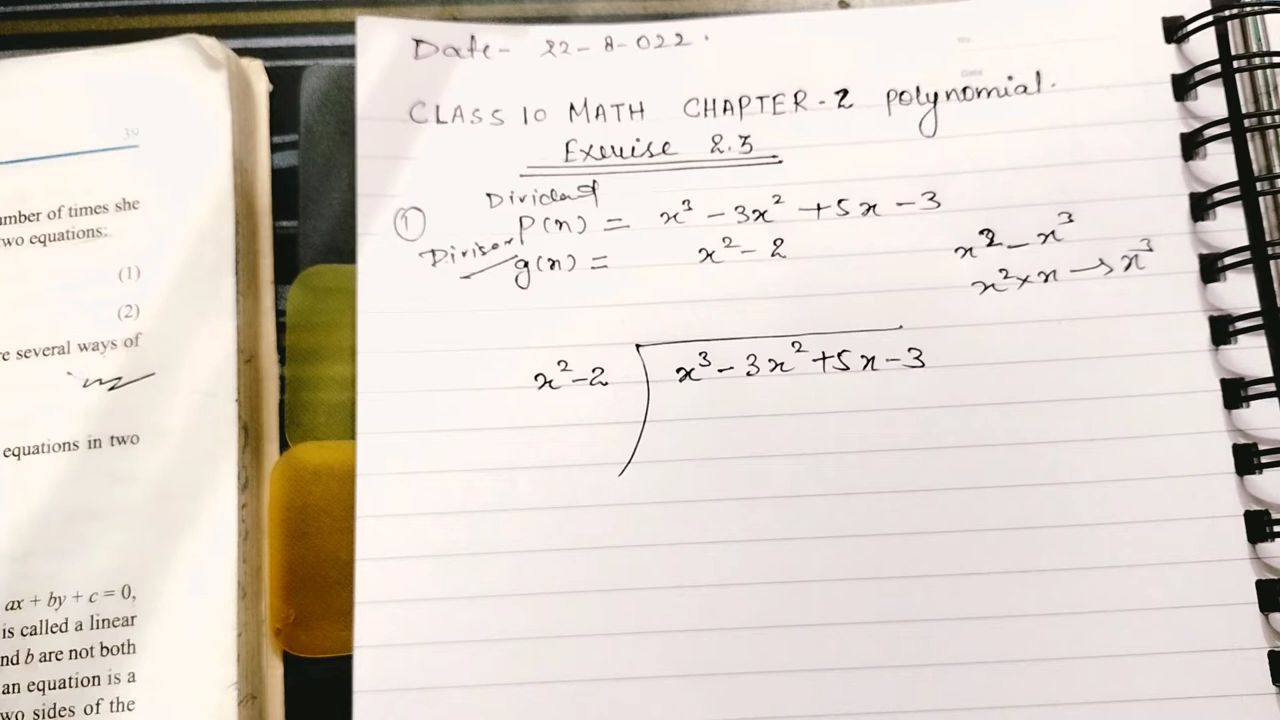 39
umber of times she
wo equations:
(1)
(2)
e several ways of
equations in two
ax + by + c = 0,
is called a linear
nd b are not both
an equation is a
wo sides of the
Date- 22-8-022.
CLASS 10 MATH CHAPTER-2 polynomial.
Exercise 2.3
Dividend
① P(x) = x³ - 3x² + 5x - 3
Divisor g(x) = x² - 2
x² - x³
x² × x → x³
x² - 2 ) x³ - 3x² + 5x - 3